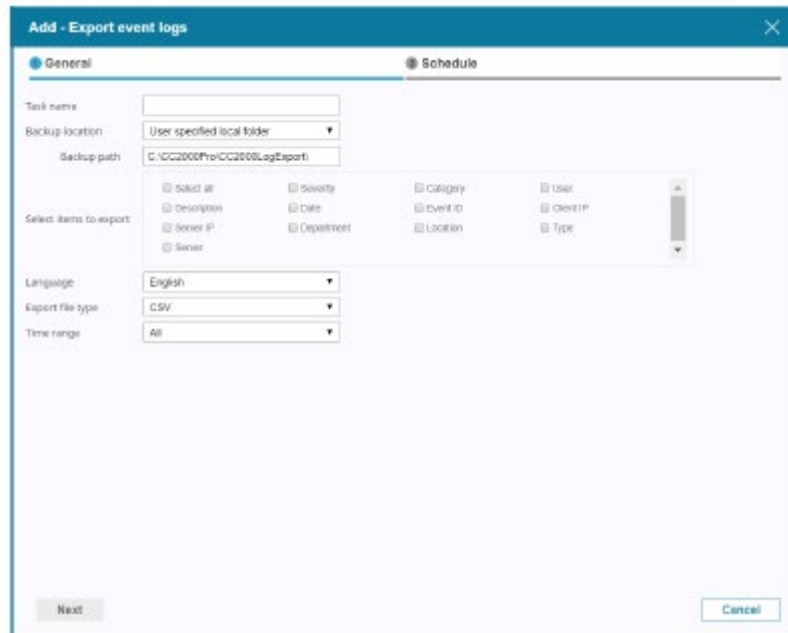 Add - Export event logs
1 General
2 Schedule
Task name
Backup location User specified local folder
Backup path C:\CC2000Pro\CC2000LogExport\
Select all Severity Category User
Description Date Event ID Client IP
Select items to export
Server IP Department Location Type
Server
Language English
Export file type CSV
Time range All
Next Cancel